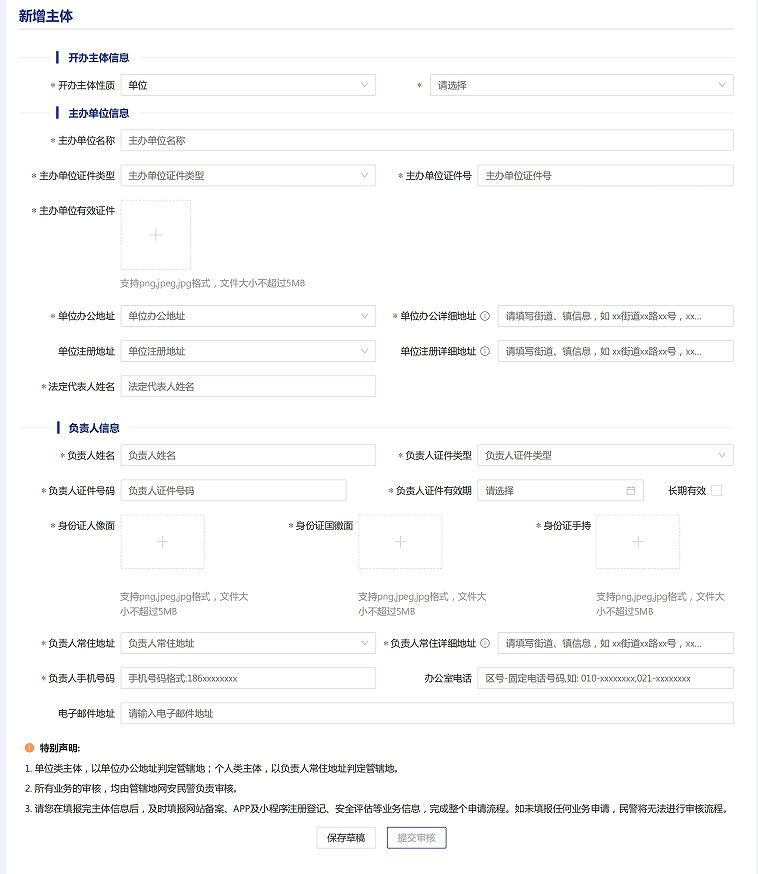 新增主体
开办主体信息
* 开办主体性质 单位 * 请选择
主办单位信息
* 主办单位名称 主办单位名称
* 主办单位证件类型 主办单位证件类型 * 主办单位证件号 主办单位证件号
* 主办单位有效证件
支持png,jpeg,jpg格式，文件大小不超过5MB
* 单位办公地址 单位办公地址 * 单位办公详细地址 请填写街道、镇信息，如 xx街道xx路xx号，xx...
单位注册地址 单位注册地址 单位注册详细地址 请填写街道、镇信息，如 xx街道xx路xx号，xx...
* 法定代表人姓名 法定代表人姓名
负责人信息
* 负责人姓名 负责人姓名 * 负责人证件类型 负责人证件类型
* 负责人证件号码 负责人证件号码 * 负责人证件有效期 请选择 长期有效
* 身份证人像面 * 身份证国徽面 * 身份证手持
支持png,jpeg,jpg格式，文件大 支持png,jpeg,jpg格式，文件大 支持png,jpeg,jpg格式，文件大
小不超过5MB 小不超过5MB 小不超过5MB
* 负责人常住地址 负责人常住地址 * 负责人常住详细地址 请填写街道、镇信息，如 xx街道xx路xx号，xx...
* 负责人手机号码 手机号码格式:186xxxxxxxx 办公室电话 区号-固定电话号码,如: 010-xxxxxxxx,021-xxxxxxxx
电子邮件地址 请输入电子邮件地址
特别声明:
1. 单位类主体，以单位办公地址判定管辖地；个人类主体，以负责人常住地址判定管辖地。
2. 所有业务的审核，均由管辖地网安民警负责审核。
3. 请您在填报完主体信息后，及时填报网站备案、APP及小程序注册登记、安全评估等业务信息，完成整个申请流程。如未填报任何业务申请，民警将无法进行审核流程。
保存草稿 提交审核